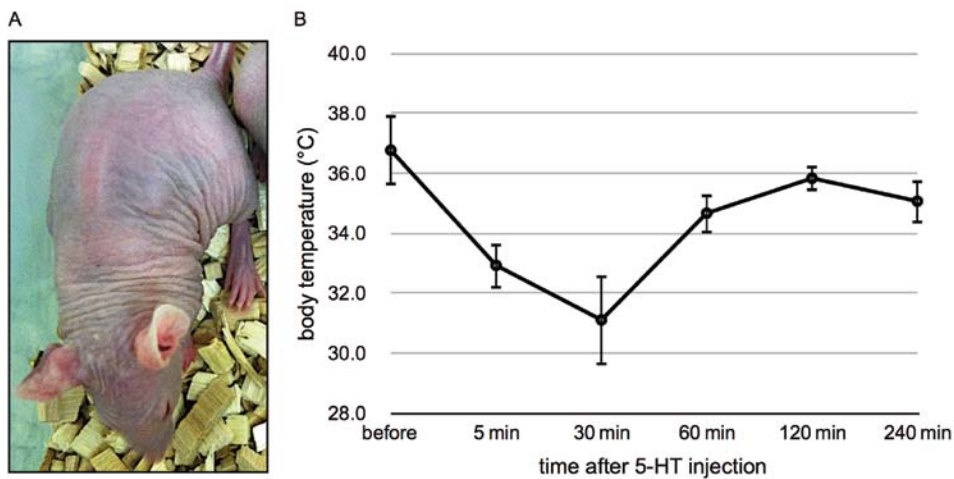 A
B
40.0
38.0
36.0
34.0
32.0
30.0
28.0
body temperature (°C)
before 5 min 30 min 60 min 120 min 240 min
time after 5-HT injection